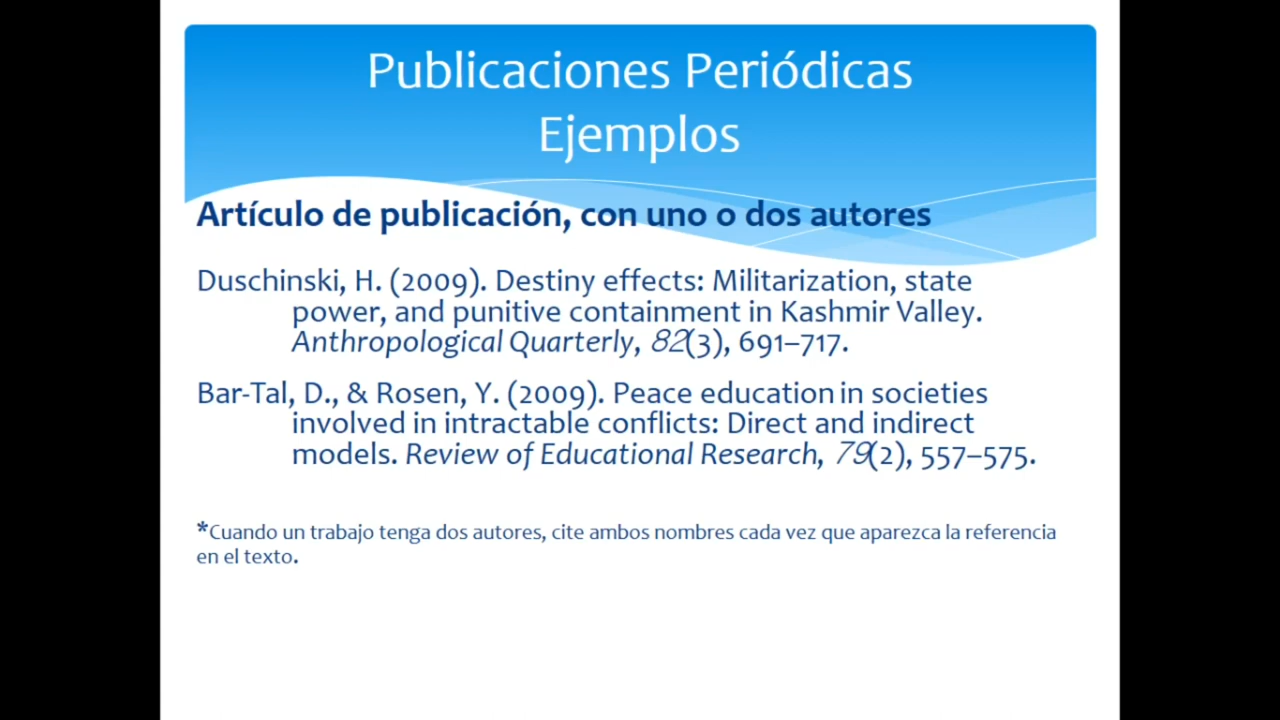 Publicaciones Periódicas
Ejemplos
Artículo de publicación, con uno o dos autores
Duschinski, H. (2009). Destiny effects: Militarization, state
power, and punitive containment in Kashmir Valley.
Anthropological Quarterly, 82(3), 691–717.
Bar-Tal, D., & Rosen, Y. (2009). Peace education in societies
involved in intractable conflicts: Direct and indirect
models. Review of Educational Research, 79(2), 557–575.
*Cuando un trabajo tenga dos autores, cite ambos nombres cada vez que aparezca la referencia
en el texto.